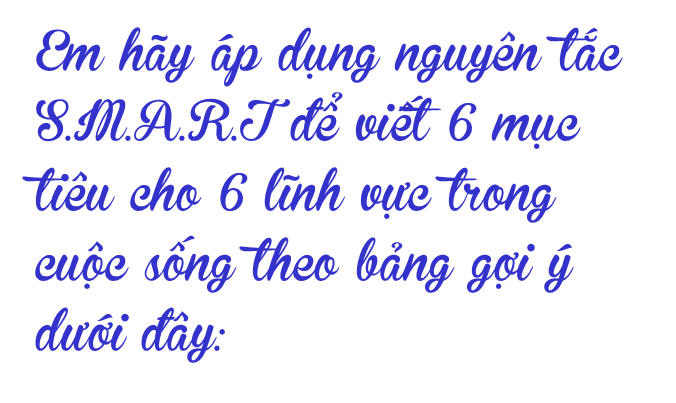 Em hãy áp dụng nguyên tắc
S.M.A.R.T để viết 6 mục
tiêu cho 6 lĩnh vực trong
cuộc sống theo bảng gợi ý
dưới đây: